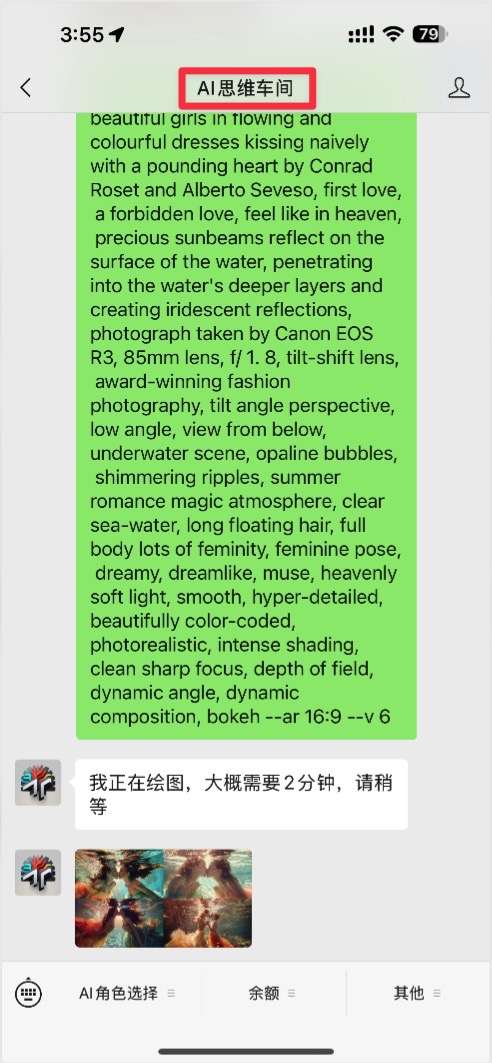 3:55
79
AI思维车间
beautiful girls in flowing and
colourful dresses kissing naively
with a pounding heart by Conrad
Roset and Alberto Seveso, first love,
a forbidden love, feel like in heaven,
precious sunbeams reflect on the
surface of the water, penetrating
into the water's deeper layers and
creating iridescent reflections,
photograph taken by Canon EOS
R3, 85mm lens, f/ 1. 8, tilt-shift lens,
award-winning fashion
photography, tilt angle perspective,
low angle, view from below,
underwater scene, opaline bubbles,
shimmering ripples, summer
romance magic atmosphere, clear
sea-water, long floating hair, full
body lots of feminity, feminine pose,
dreamy, dreamlike, muse, heavenly
soft light, smooth, hyper-detailed,
beautifully color-coded,
photorealistic, intense shading,
clean sharp focus, depth of field,
dynamic angle, dynamic
composition, bokeh --ar 16:9 --v 6
我正在绘图，大概需要2分钟，请稍
等
AI角色选择 余额 其他